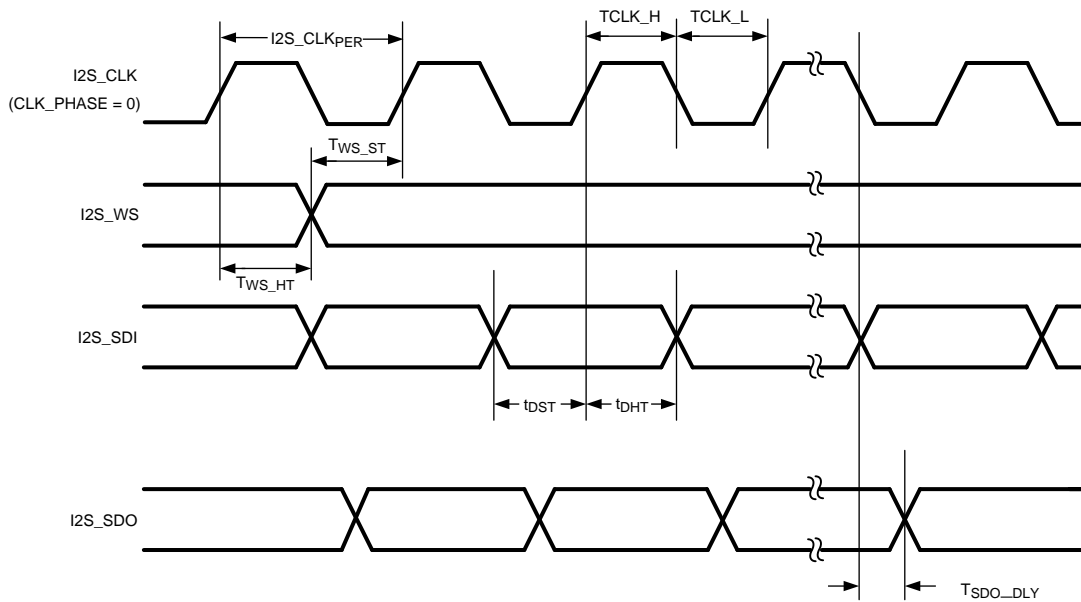 TCLK_H
TCLK_L
I2S_CLKPER
I2S_CLK
(CLK_PHASE = 0)
TWS_ST
I2S_WS
TWS_HT
I2S_SDI
tDST
tDHT
I2S_SDO
TSDO_DLY